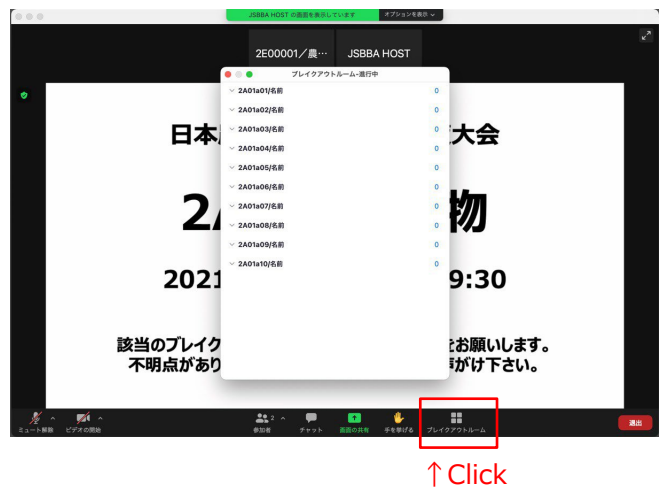 JSBBA HOST の画面を表示しています オプションを表示
2E00001／農… JSBBA HOST
ブレイクアウトルーム-進行中
2A01a01/名前 0
2A01a02/名前 0
2A01a03/名前 0
2A01a04/名前 0
2A01a05/名前 0
2A01a06/名前 0
2A01a07/名前 0
2A01a08/名前 0
2A01a09/名前 0
2A01a10/名前 0
日本 大会
2 物
2021 9:30
該当のブレイク お願いします。
不明点があり がけ下さい。
ミュート解除 ビデオの開始 2 参加者 チャット 画面の共有 手を挙げる ブレイクアウトルーム 退出
↑Click